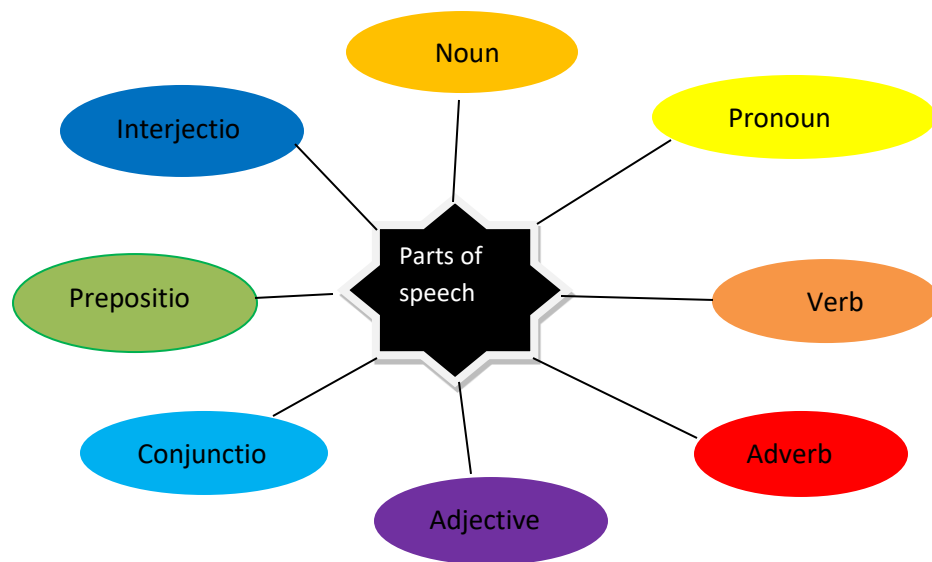 Noun
Interjectio
Pronoun
Parts of
speech
Prepositio
Verb
Conjunctio
Adverb
Adjective